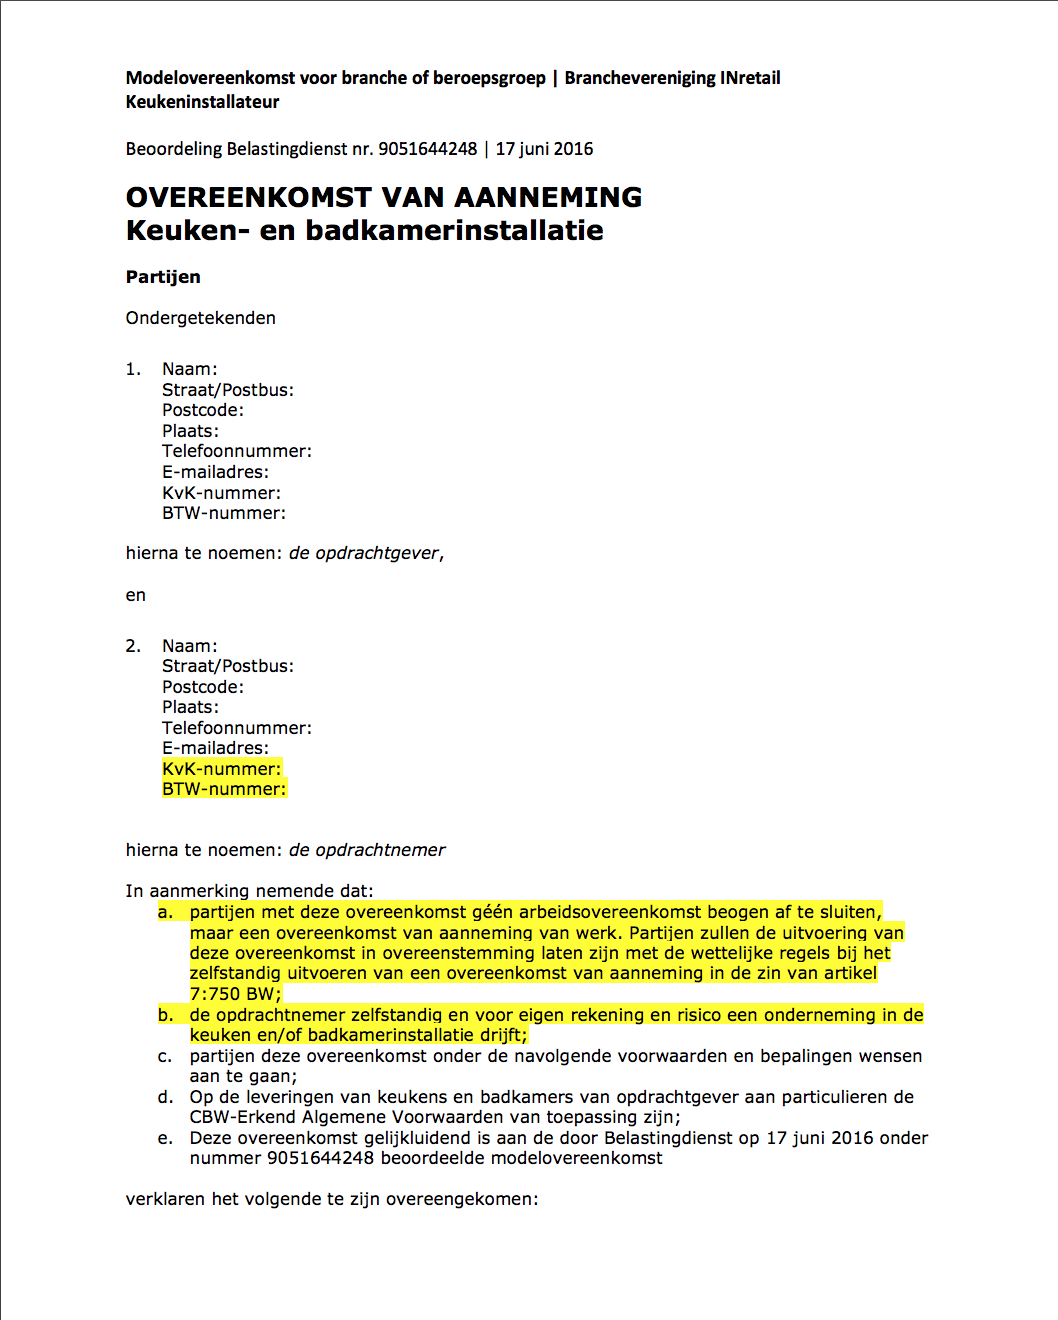 Modelovereenkomst voor branche of beroepsgroep | Branchevereniging INretail
Keukeninstallateur
Beoordeling Belastingdienst nr. 9051644248 | 17 juni 2016
OVEREENKOMST VAN AANNEMING
Keuken- en badkamerinstallatie
Partijen
Ondergetekenden
1. Naam:
Straat/Postbus:
Postcode:
Plaats:
Telefoonnummer:
E-mailadres:
KvK-nummer:
BTW-nummer:
hierna te noemen: de opdrachtgever,
en
2. Naam:
Straat/Postbus:
Postcode:
Plaats:
Telefoonnummer:
E-mailadres:
KvK-nummer:
BTW-nummer:
hierna te noemen: de opdrachtnemer
In aanmerking nemende dat:
a. partijen met deze overeenkomst géén arbeidsovereenkomst beogen af te sluiten,
maar een overeenkomst van aanneming van werk. Partijen zullen de uitvoering van
deze overeenkomst in overeenstemming laten zijn met de wettelijke regels bij het
zelfstandig uitvoeren van een overeenkomst van aanneming in de zin van artikel
7:750 BW;
b. de opdrachtnemer zelfstandig en voor eigen rekening en risico een onderneming in de
keuken en/of badkamerinstallatie drijft;
c. partijen deze overeenkomst onder de navolgende voorwaarden en bepalingen wensen
aan te gaan;
d. Op de leveringen van keukens en badkamers van opdrachtgever aan particulieren de
CBW-Erkend Algemene Voorwaarden van toepassing zijn;
e. Deze overeenkomst gelijkluidend is aan de door Belastingdienst op 17 juni 2016 onder
nummer 9051644248 beoordeelde modelovereenkomst
verklaren het volgende te zijn overeengekomen: